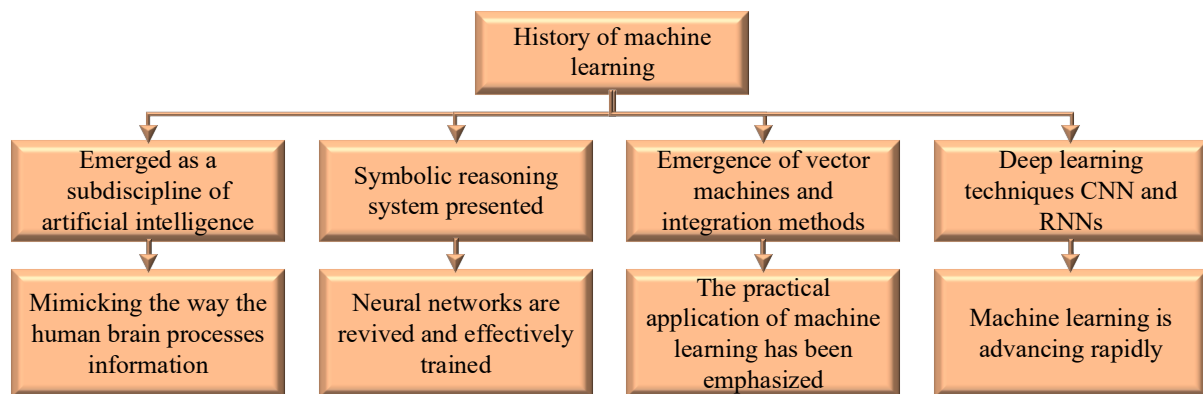 History of machine
learning
Emerged as a
subdiscipline of
artificial intelligence
Symbolic reasoning
system presented
Emergence of vector
machines and
integration methods
Deep learning
techniques CNN and
RNNs
Mimicking the way the
human brain processes
information
Neural networks are
revived and effectively
trained
The practical
application of machine
learning has been
emphasized
Machine learning is
advancing rapidly